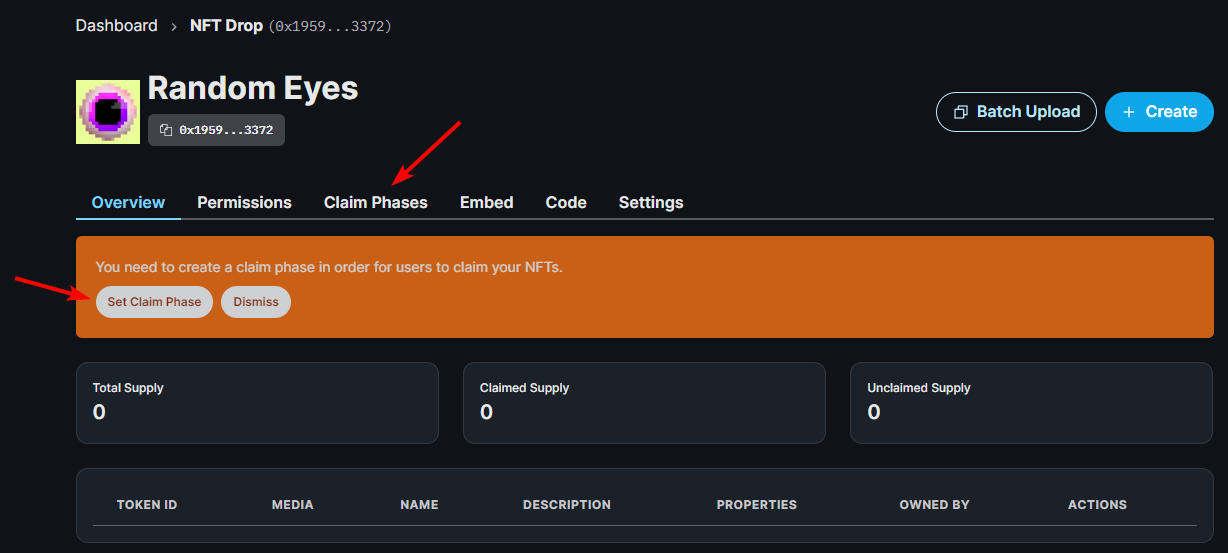 Dashboard > NFT Drop (0x1959...3372)
Random Eyes
0x1959...3372
Batch Upload
+ Create
Overview Permissions Claim Phases Embed Code Settings
You need to create a claim phase in order for users to claim your NFTs.
Set Claim Phase Dismiss
Total Supply
0
Claimed Supply
0
Unclaimed Supply
0
TOKEN ID MEDIA NAME DESCRIPTION PROPERTIES OWNED BY ACTIONS